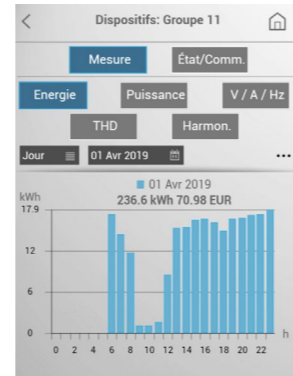 Dispositifs: Groupe 11
Mesure État/Comm.
Energie Puissance V / A / Hz
THD Harmon.
Jour 01 Avr 2019 ...
01 Avr 2019
kWh 236.6 kWh 70.98 EUR
17.9
12
6
0 h
0 2 4 6 8 10 12 14 16 18 20 22